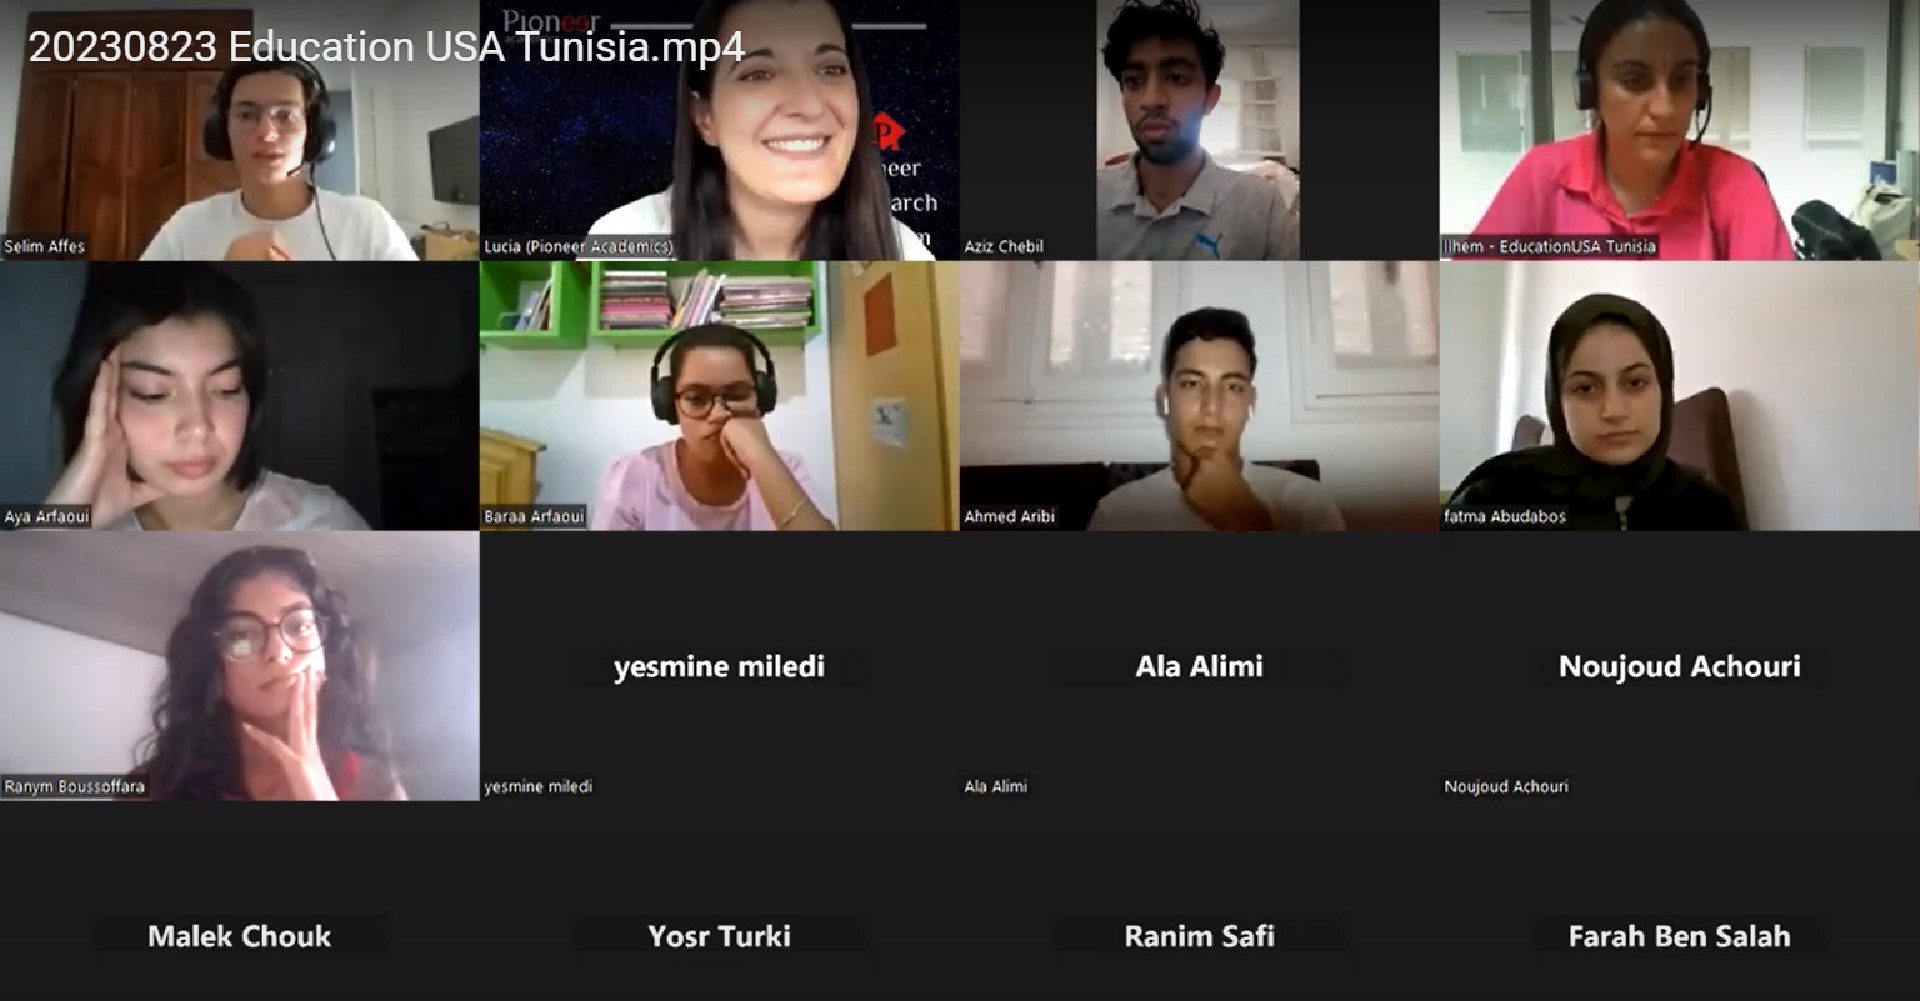 20230823 Education USA Tunisia.mp4
Pioneer
P
neer
arch
m
Selim Affes
Lucia (Pioneer Academics)
Aziz Chebil
Ilhem - EducationUSA Tunisia
Aya Arfaoui
Baraa Arfaoui
Ahmed Aribi
fatma Abudabos
Ranym Boussoffara
yesmine miledi
yesmine miledi
Ala Alimi
Ala Alimi
Noujoud Achouri
Noujoud Achouri
Malek Chouk
Yosr Turki
Ranim Safi
Farah Ben Salah